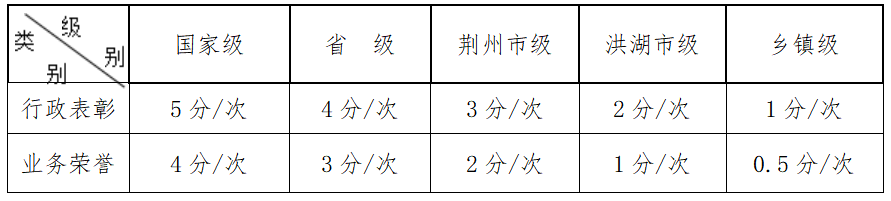 类别 级别 国家级 省 级 荆州市级 洪湖市级 乡镇级
行政表彰 5分/次 4分/次 3分/次 2分/次 1分/次
业务荣誉 4分/次 3分/次 2分/次 1分/次 0.5分/次